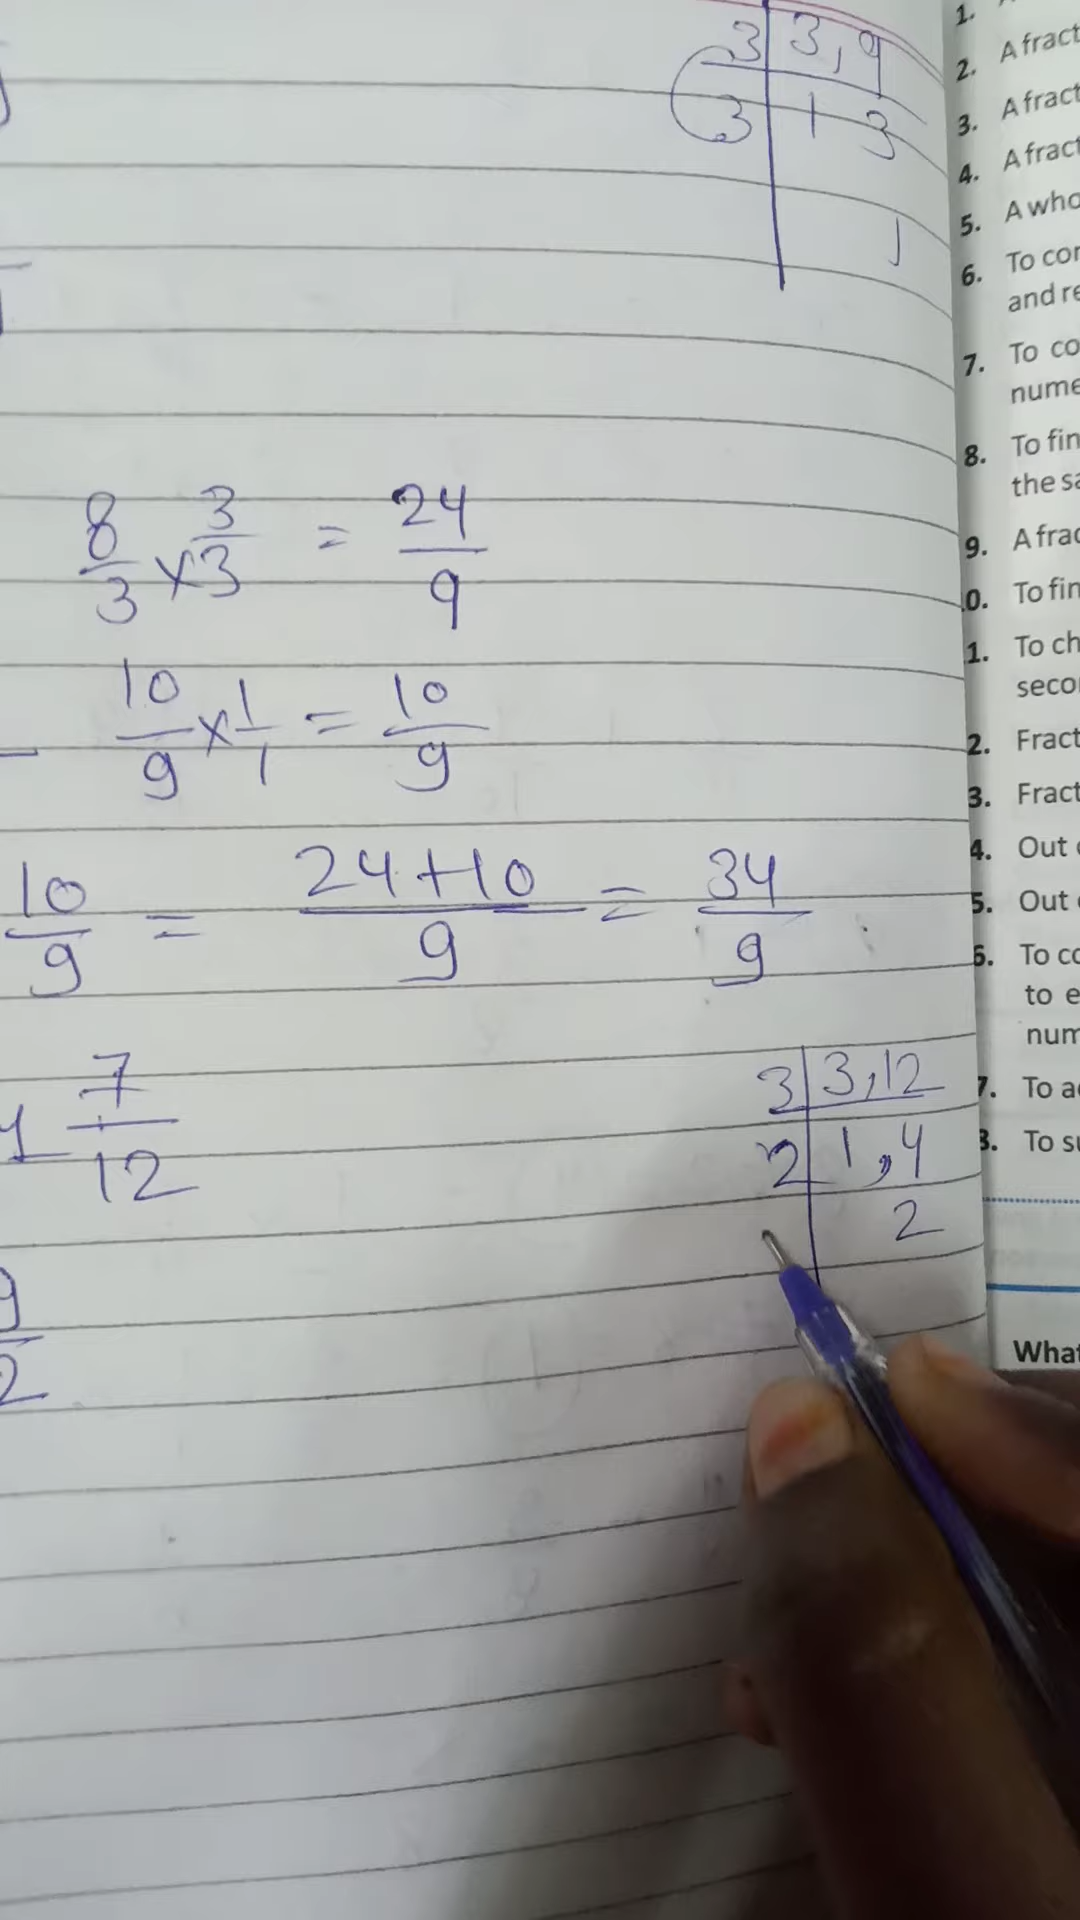 3 | 3, 9
3 | 1 3
1
8/3 × 3/3 = 24/9
10/9 × 1/1 = 10/9
10/9 = 24+10/9 = 34/9
7/12
3 | 3, 12
2 | 1, 4
2
1.
2. A fract
3. A fract
4. A fract
5. A who
6. To con
and re
7. To co
nume
8. To fin
the sa
9. A frac
0. To fin
1. To ch
secon
2. Fract
3. Fract
4. Out
5. Out
6. To co
to e
num
7. To a
3. To su
What